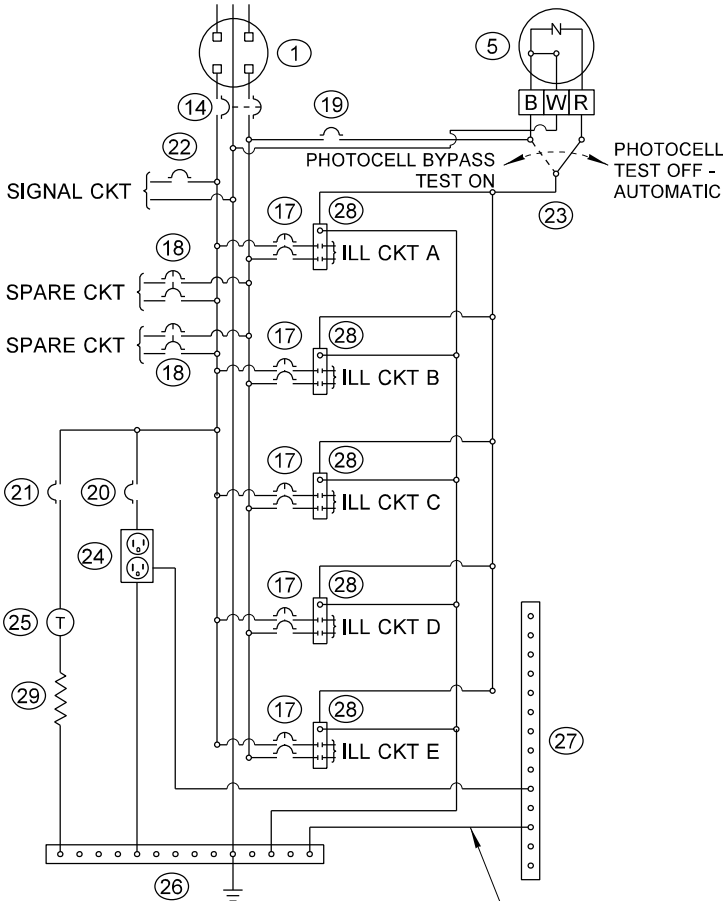 1
5
N
B W R
14
19
22
PHOTOCELL BYPASS
TEST ON
PHOTOCELL
TEST OFF -
AUTOMATIC
SIGNAL CKT
23
17
28
ILL CKT A
18
SPARE CKT
SPARE CKT
18
17
28
ILL CKT B
17
28
ILL CKT C
21
20
24
17
28
ILL CKT D
25
T
29
17
28
ILL CKT E
27
26